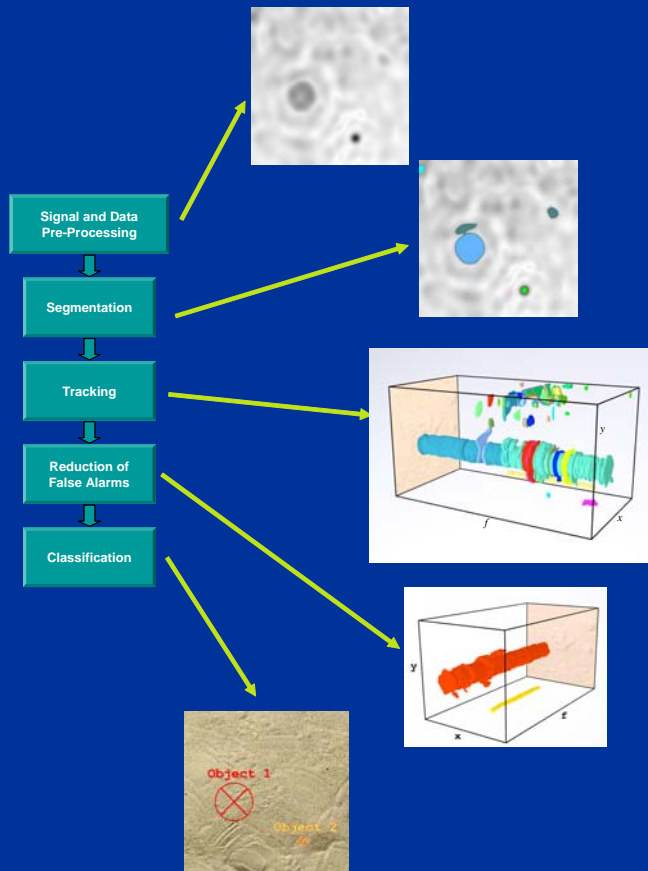 Signal and Data
Pre-Processing
Segmentation
Tracking
Reduction of
False Alarms
Classification
y
x
f
y
x
f
Object 1
Object 2